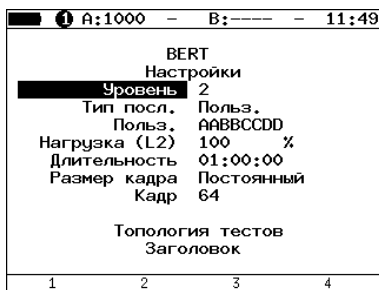 1 A:1000 – B:---- – 11:49
BERT
Настройки
Уровень 2
Тип посл. Польз.
Польз. AABBCCDD
Нагрузка (L2) 100 %
Длительность 01:00:00
Размер кадра Постоянный
Кадр 64
Топология тестов
Заголовок
1 2 3 4